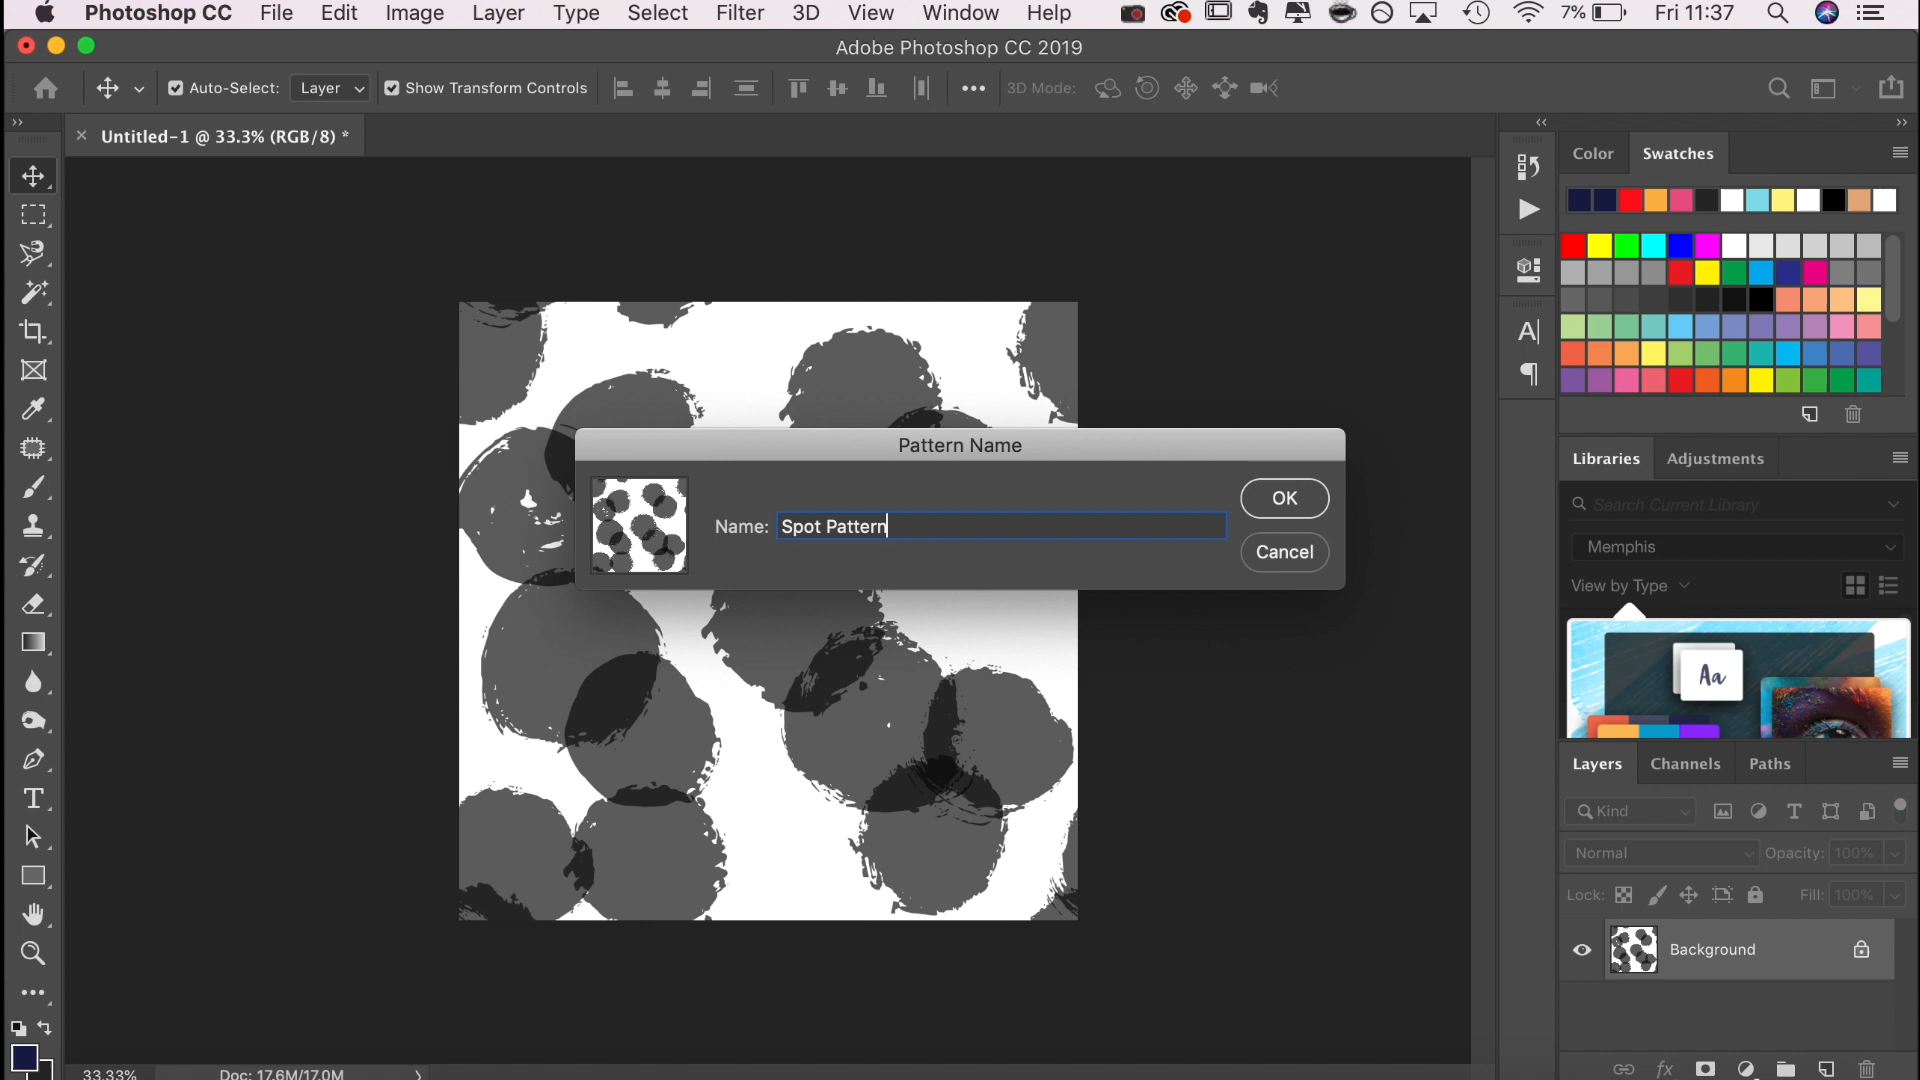 Photoshop CC File Edit Image Layer Type Select Filter 3D View Window Help 7% Fri 11:37
Adobe Photoshop CC 2019
Auto-Select: Layer Show Transform Controls 3D Mode:
Untitled-1 @ 33.3% (RGB/8) *
Color Swatches
Pattern Name
Name: Spot Pattern
OK
Cancel
A
Libraries Adjustments
Search Current Library
Memphis
View by Type
Aa
Layers Channels Paths
Kind
Normal Opacity: 100%
Lock: Fill: 100%
Background
fx
33.33% Doc: 17.6M/17.0M